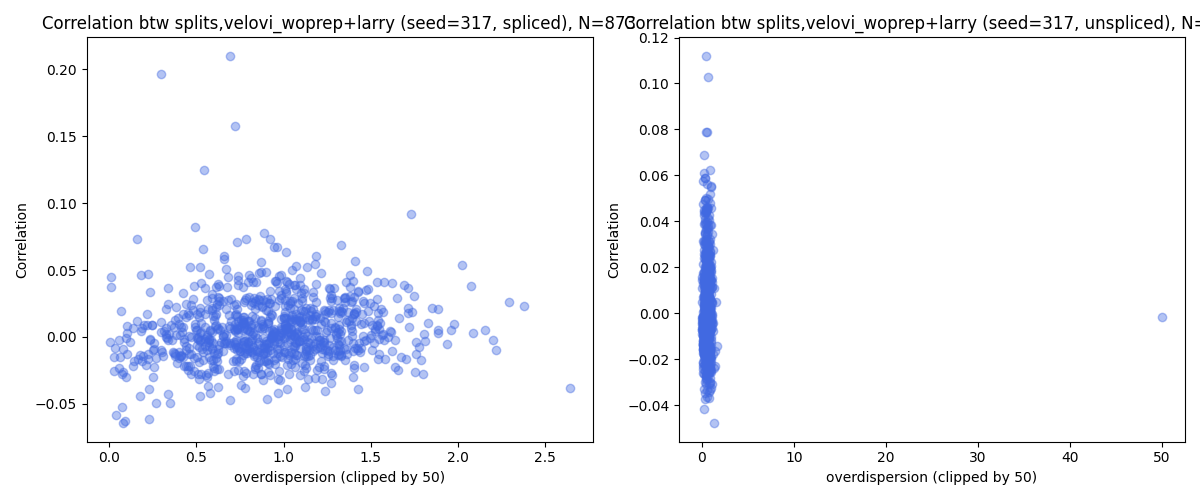 Correlation btw splits,velovi_woprep+larry (seed=317, spliced), N=873
Correlation btw splits,velovi_woprep+larry (seed=317, unspliced), N=
Correlation
0.20
0.15
0.10
0.05
0.00
−0.05
0.0 0.5 1.0 1.5 2.0 2.5
overdispersion (clipped by 50)
Correlation
0.12
0.10
0.08
0.06
0.04
0.02
0.00
−0.02
−0.04
0 10 20 30 40 50
overdispersion (clipped by 50)